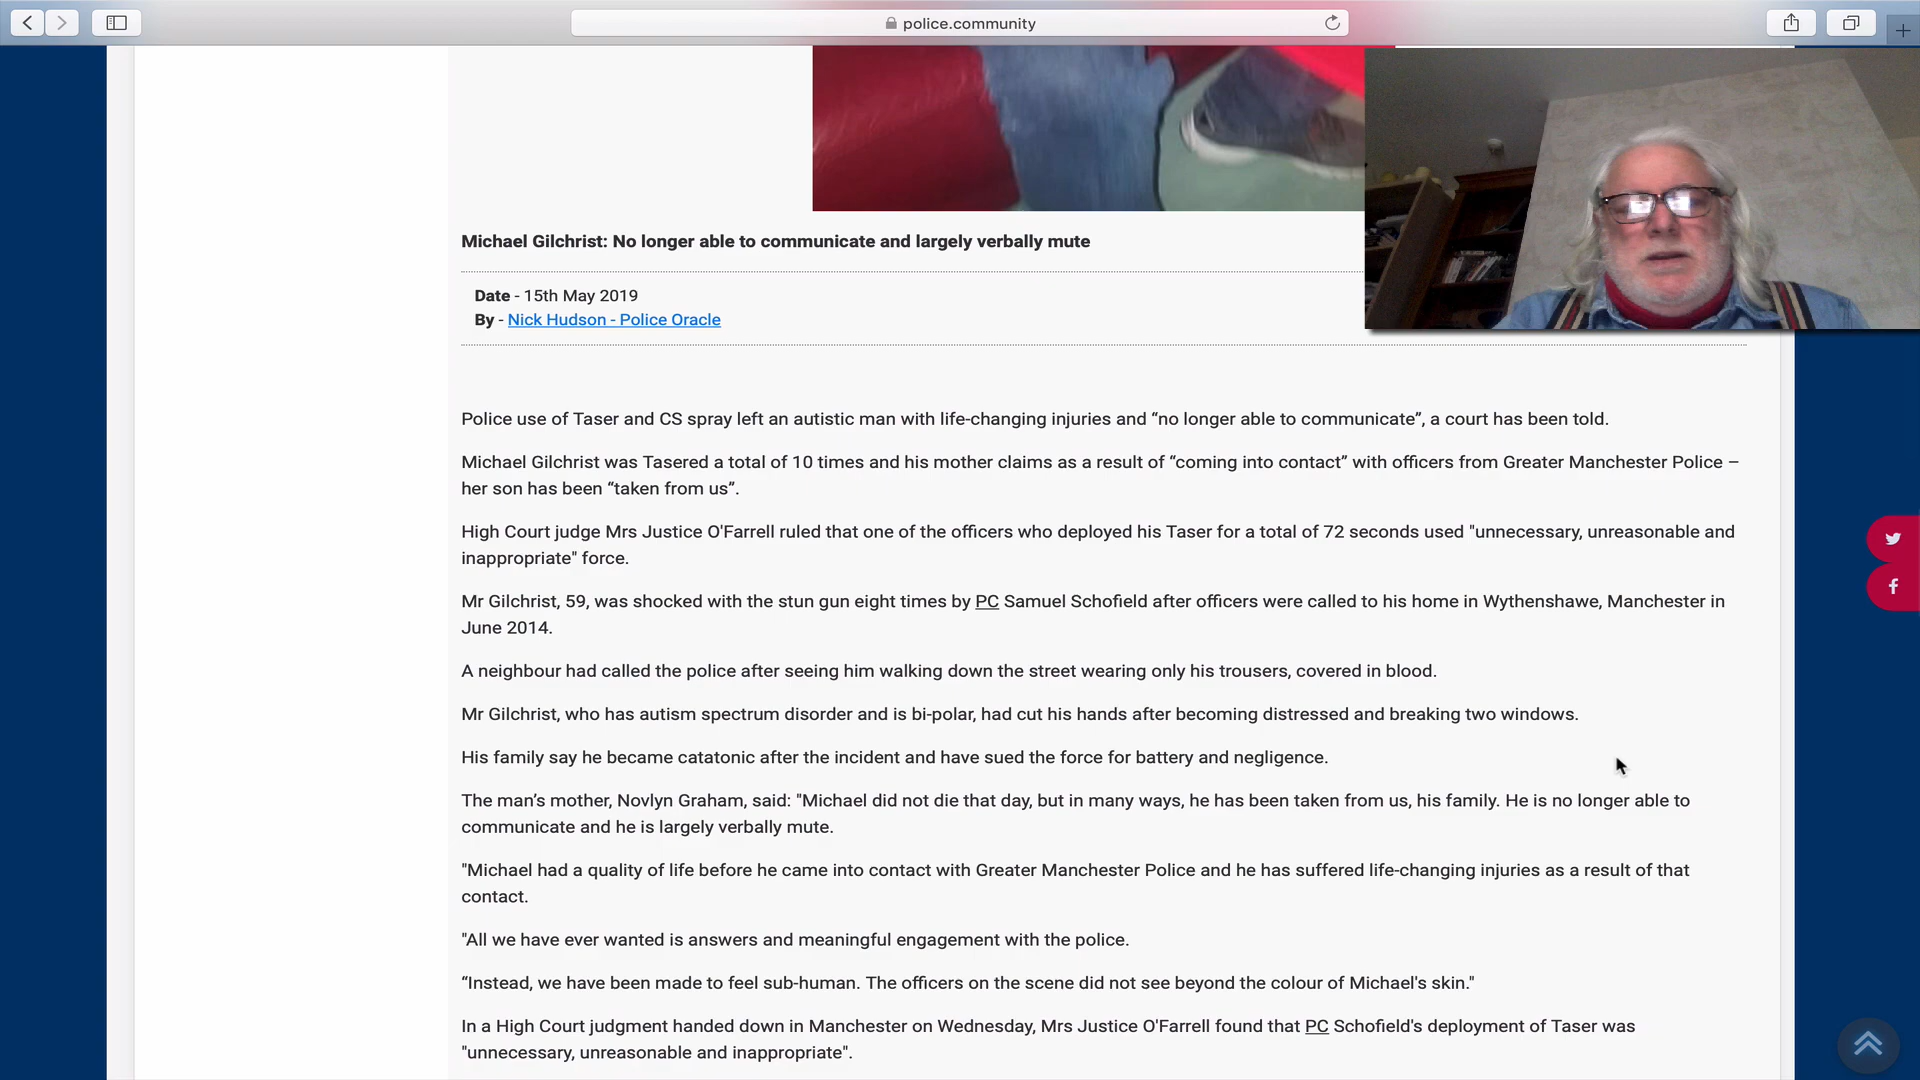 police.community
Michael Gilchrist: No longer able to communicate and largely verbally mute
Date - 15th May 2019
By - Nick Hudson - Police Oracle
Police use of Taser and CS spray left an autistic man with life-changing injuries and “no longer able to communicate”, a court has been told.
Michael Gilchrist was Tasered a total of 10 times and his mother claims as a result of “coming into contact” with officers from Greater Manchester Police –
her son has been “taken from us”.
High Court judge Mrs Justice O'Farrell ruled that one of the officers who deployed his Taser for a total of 72 seconds used "unnecessary, unreasonable and
inappropriate" force.
Mr Gilchrist, 59, was shocked with the stun gun eight times by PC Samuel Schofield after officers were called to his home in Wythenshawe, Manchester in
June 2014.
A neighbour had called the police after seeing him walking down the street wearing only his trousers, covered in blood.
Mr Gilchrist, who has autism spectrum disorder and is bi-polar, had cut his hands after becoming distressed and breaking two windows.
His family say he became catatonic after the incident and have sued the force for battery and negligence.
The man’s mother, Novlyn Graham, said: "Michael did not die that day, but in many ways, he has been taken from us, his family. He is no longer able to
communicate and he is largely verbally mute.
"Michael had a quality of life before he came into contact with Greater Manchester Police and he has suffered life-changing injuries as a result of that
contact.
"All we have ever wanted is answers and meaningful engagement with the police.
“Instead, we have been made to feel sub-human. The officers on the scene did not see beyond the colour of Michael's skin."
In a High Court judgment handed down in Manchester on Wednesday, Mrs Justice O'Farrell found that PC Schofield's deployment of Taser was
"unnecessary, unreasonable and inappropriate".